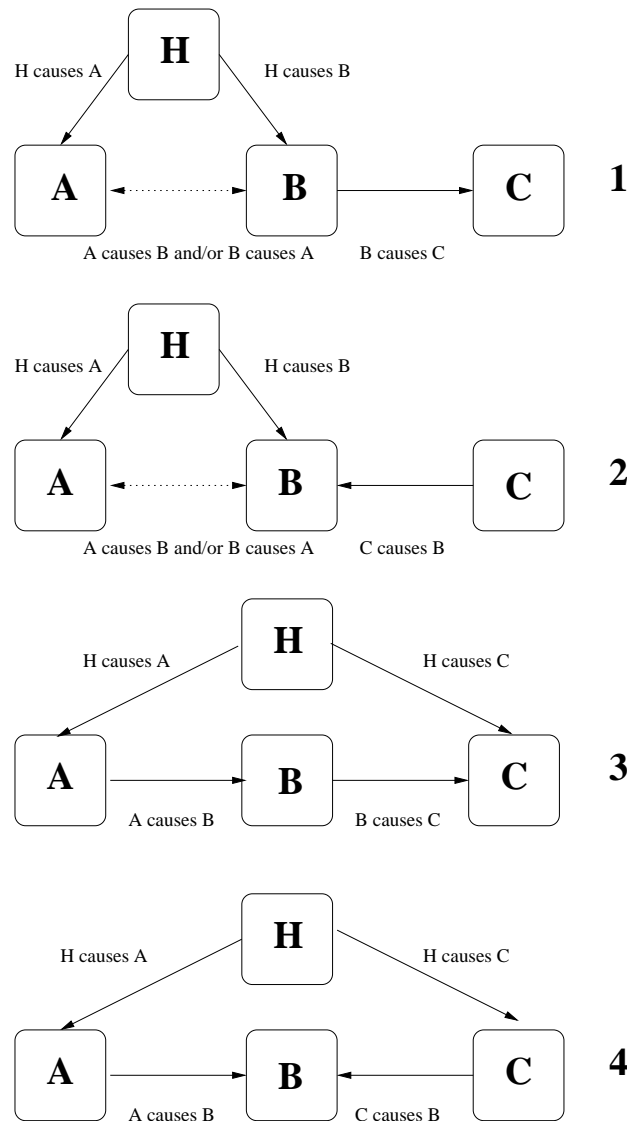 H
H causes A H causes B
A B C 1
A causes B and/or B causes A B causes C
H
H causes A H causes B
A B C 2
A causes B and/or B causes A C causes B
H
H causes A H causes C
A B C 3
A causes B B causes C
H
H causes A H causes C
A B C 4
A causes B C causes B